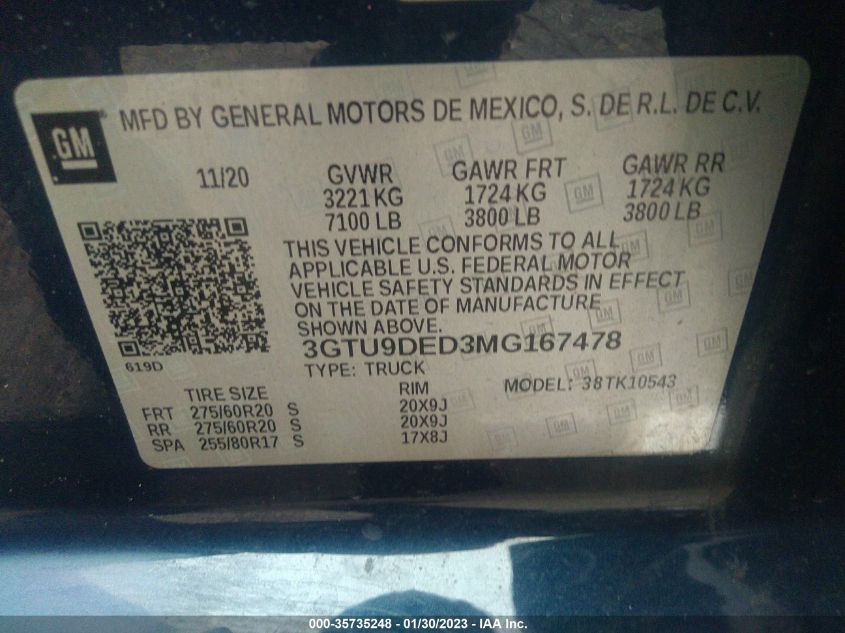 GM
MFD BY GENERAL MOTORS DE MEXICO, S. DE R.L. DE C.V.
11/20 GVWR GAWR FRT GAWR RR
3221 KG 1724 KG 1724 KG
7100 LB 3800 LB 3800 LB
THIS VEHICLE CONFORMS TO ALL
APPLICABLE U.S. FEDERAL MOTOR
VEHICLE SAFETY STANDARDS IN EFFECT
ON THE DATE OF MANUFACTURE
SHOWN ABOVE.
619D
3GTU9DED3MG167478
TYPE: TRUCK
TIRE SIZE RIM MODEL: 38TK10543
FRT 275/60R20 S 20X9J
RR 275/60R20 S 20X9J
SPA 255/80R17 S 17X8J
000-35735248 - 01/30/2023 - IAA Inc.